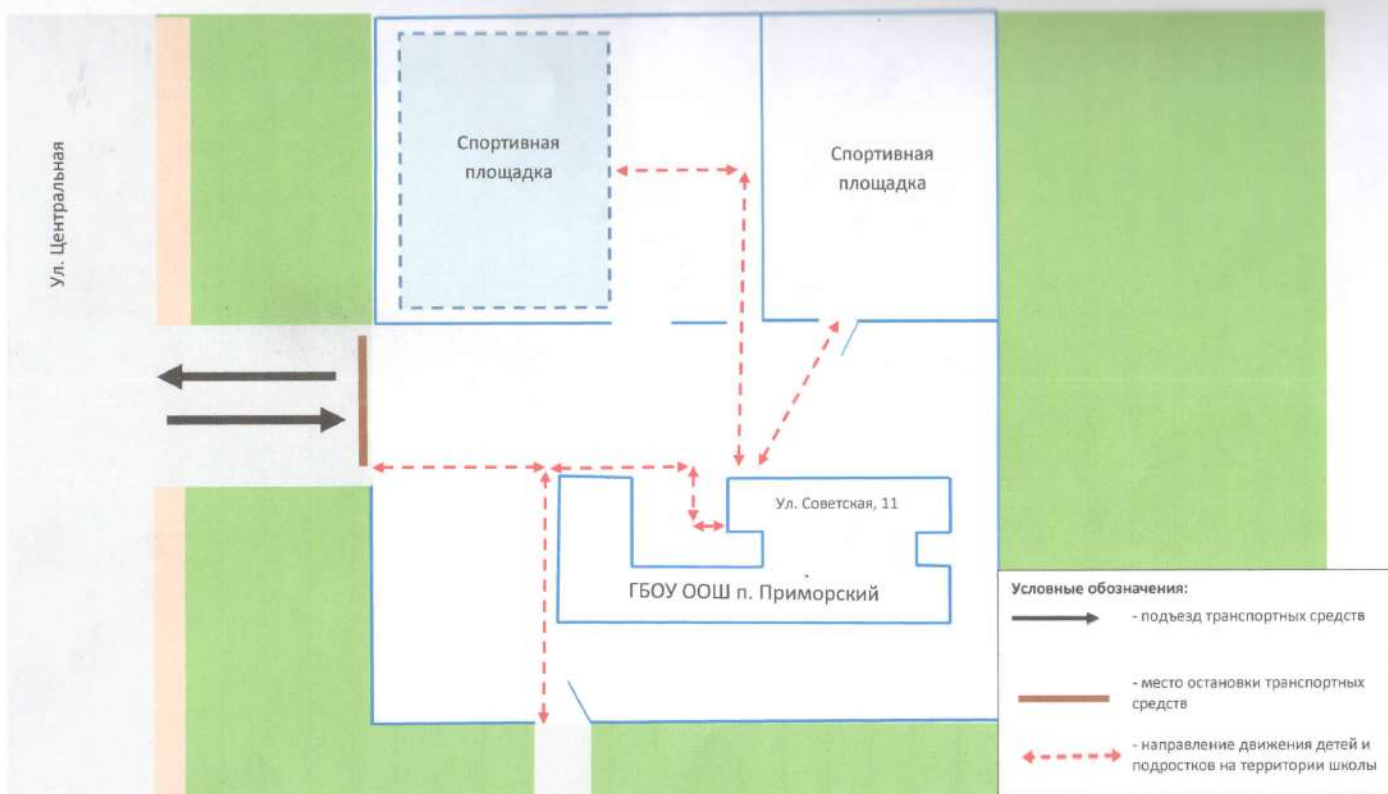 Ул. Центральная
Спортивная
площадка
Спортивная
площадка
Ул. Советская, 11
ГБОУ ООШ п. Приморский
Условные обозначения:
- подъезд транспортных средств
- место остановки транспортных
средств
- направление движения детей и
подростков на территории школы